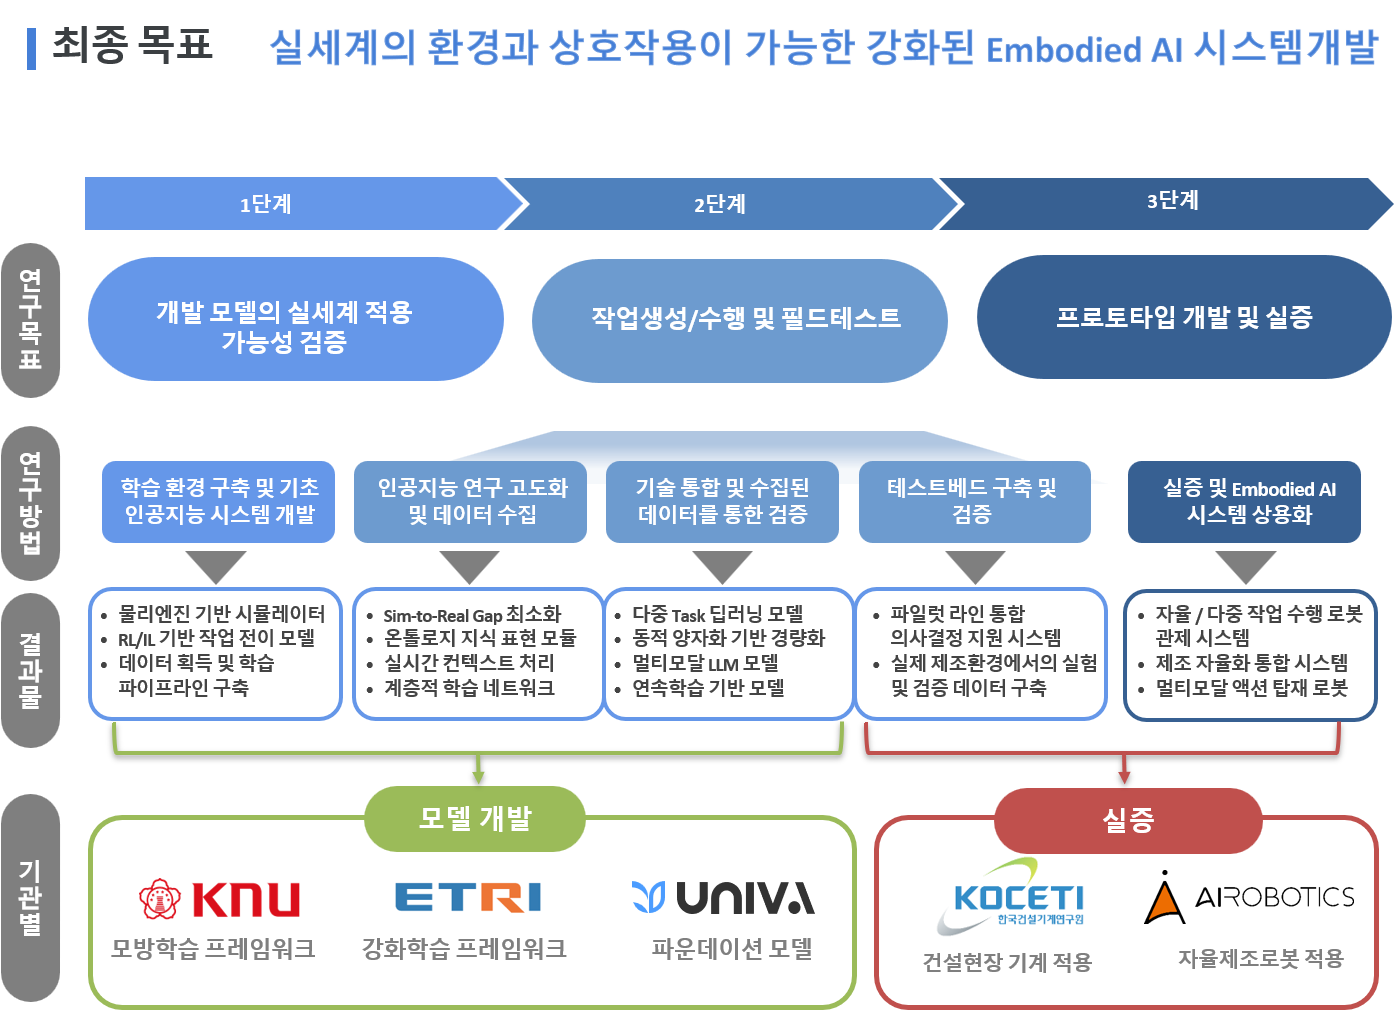 최종 목표
실세계의 환경과 상호작용이 가능한 강화된 Embodied AI 시스템개발
1단계
2단계
3단계
연구목표
개발 모델의 실세계 적용
가능성 검증
작업생성/수행 및 필드테스트
프로토타입 개발 및 실증
연구방법
학습 환경 구축 및 기초
인공지능 시스템 개발
인공지능 연구 고도화
및 데이터 수집
기술 통합 및 수집된
데이터를 통한 검증
테스트베드 구축 및
검증
실증 및 Embodied AI
시스템 상용화
결과물
• 물리엔진 기반 시뮬레이터
• RL/IL 기반 작업 전이 모델
• 데이터 획득 및 학습
파이프라인 구축
• Sim-to-Real Gap 최소화
• 온톨로지 지식 표현 모듈
• 실시간 컨텍스트 처리
• 계층적 학습 네트워크
• 다중 Task 딥러닝 모델
• 동적 양자화 기반 경량화
• 멀티모달 LLM 모델
• 연속학습 기반 모델
• 파일럿 라인 통합
의사결정 지원 시스템
• 실제 제조환경에서의 실험
및 검증 데이터 구축
• 자율 / 다중 작업 수행 로봇
관제 시스템
• 제조 자율화 통합 시스템
• 멀티모달 액션 탑재 로봇
기관별
모델 개발
KNU
모방학습 프레임워크
ETRI
강화학습 프레임워크
UNIVA
파운데이션 모델
실증
KOCETI
한국건설기계연구원
건설현장 기계 적용
AIROBOTICS
자율제조로봇 적용